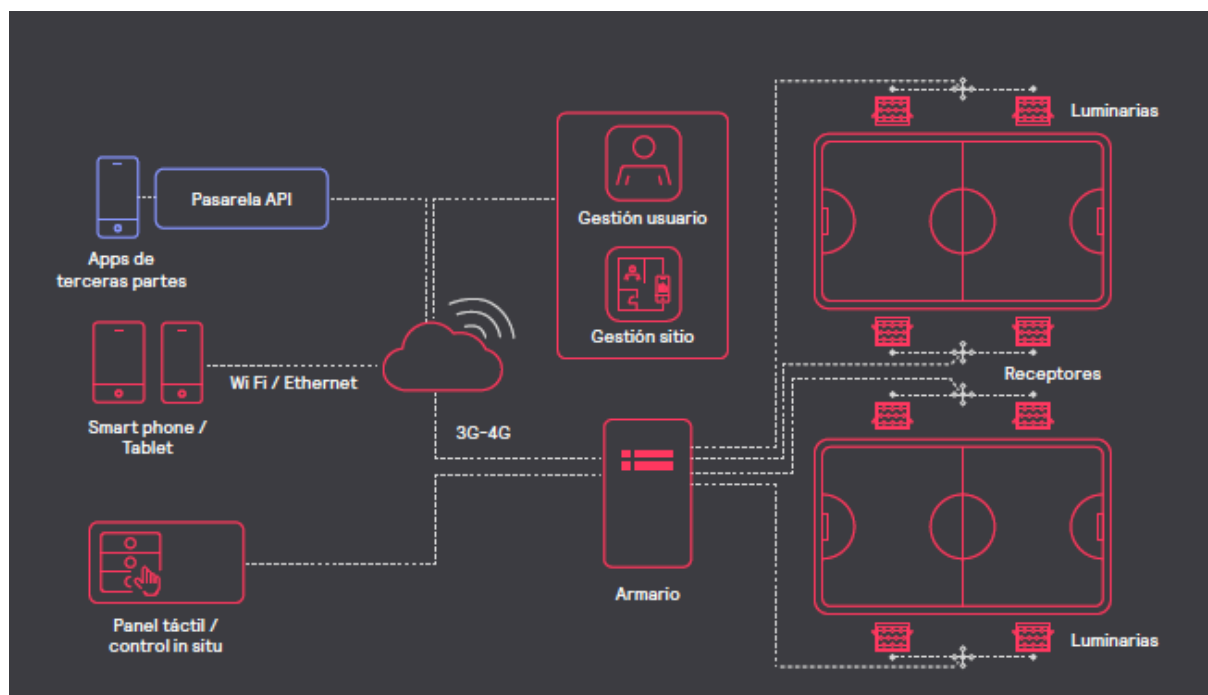 Luminarias
Pasarela API
Apps de
terceras partes
Gestión usuario
Gestión sitio
Wi Fi / Ethernet
Smart phone /
Tablet
3G-4G
Receptores
Armario
Panel táctil /
control in situ
Luminarias